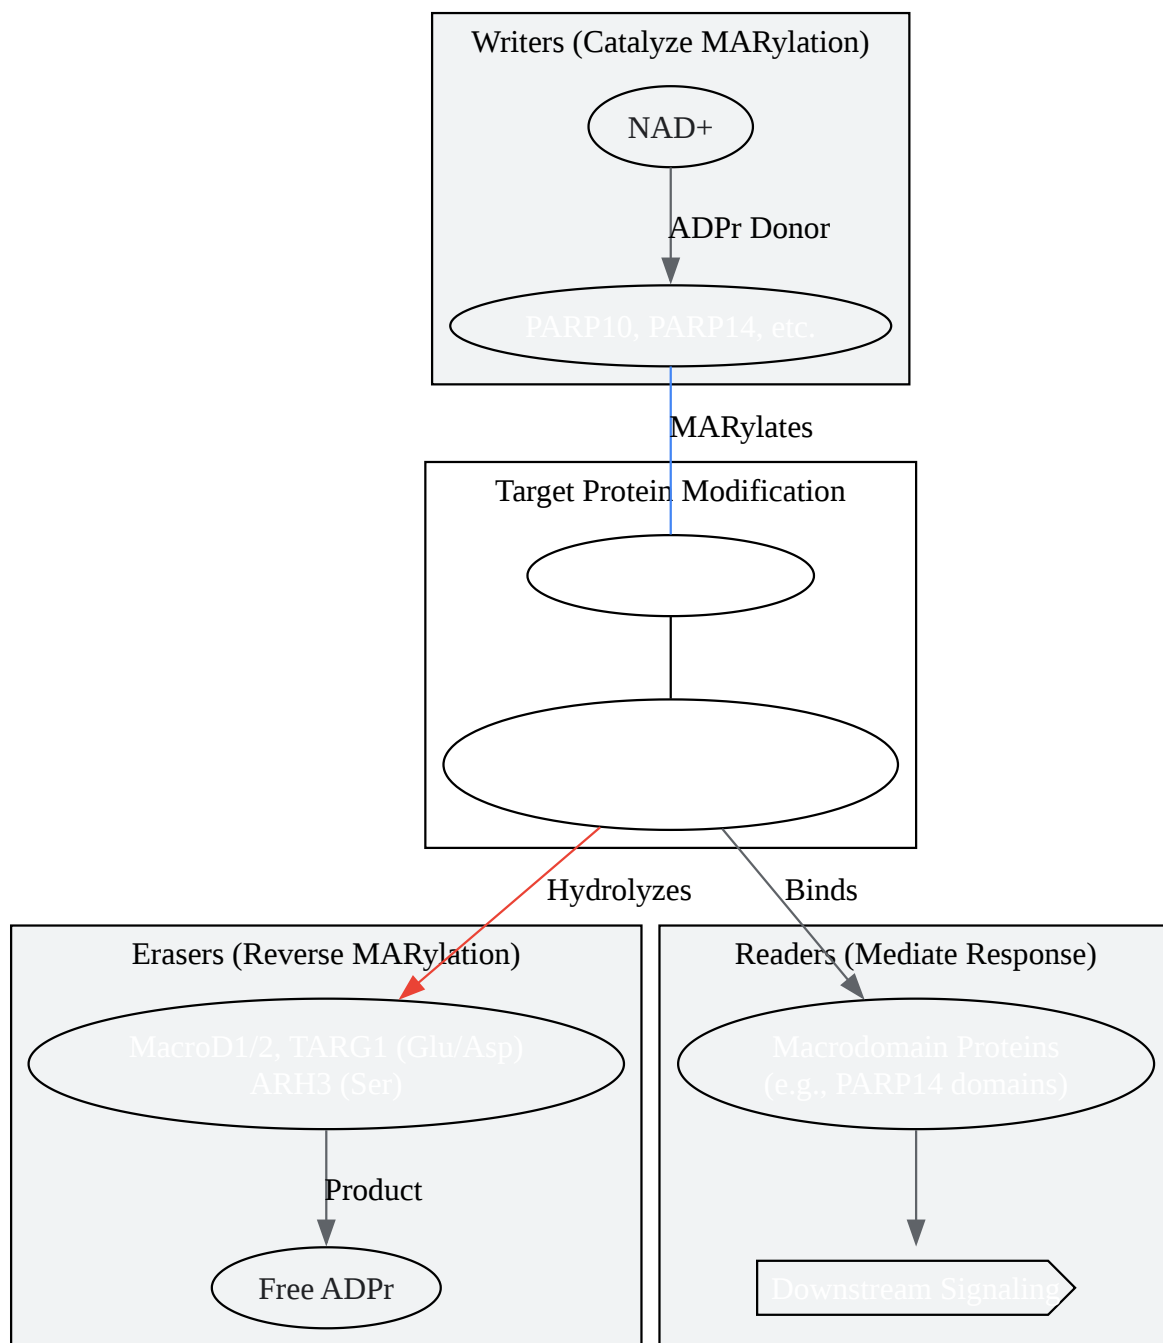 Writers (Catalyze MARylation)
NAD+
ADPr Donor
PARP10, PARP14, etc.
MARylates
Target Protein Modification
Hydrolyzes
Binds
Erasers (Reverse MARylation)
MacroD1/2, TARG1 (Glu/Asp)
ARH3 (Ser)
Product
Free ADPr
Readers (Mediate Response)
Macrodomain Proteins
(e.g., PARP14 domains)
Downstream Signaling